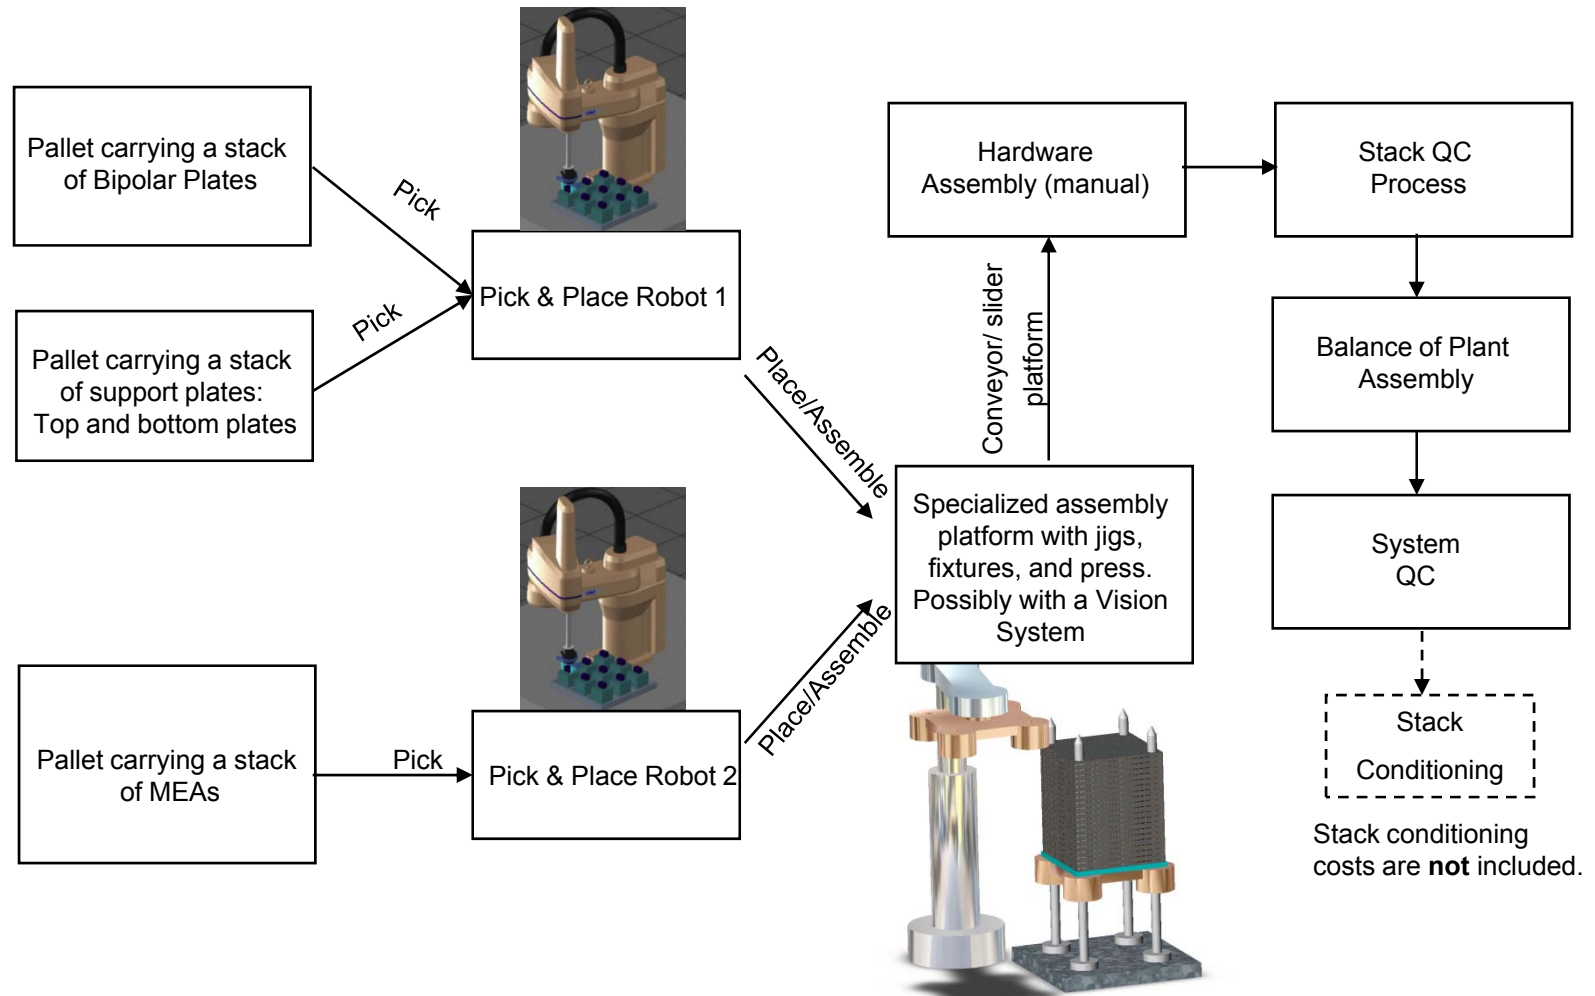 Pallet carrying a stack
of Bipolar Plates
Pick
Pallet carrying a stack
of support plates:
Top and bottom plates
Pick
Pick & Place Robot 1
Place/Assemble
Pallet carrying a stack
of MEAs
Pick
Pick & Place Robot 2
Place/Assemble
Specialized assembly
platform with jigs,
fixtures, and press.
Possibly with a Vision
System
Conveyor/ slider
platform
Hardware
Assembly (manual)
Stack QC
Process
Balance of Plant
Assembly
System
QC
Stack
Conditioning
Stack conditioning
costs are not included.